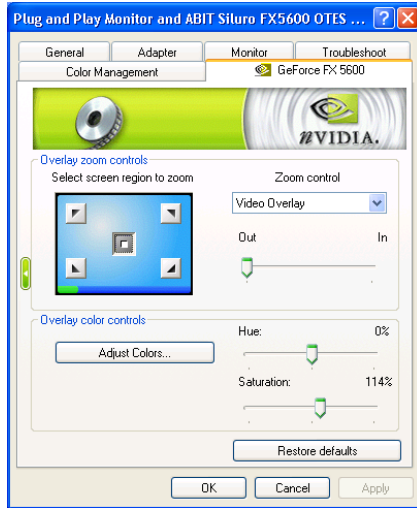 Plug and Play Monitor and ABIT Siluro FX5600 OTES ...
General Adapter Monitor Troubleshoot
Color Management GeForce FX 5600
nVIDIA.
Overlay zoom controls
Select screen region to zoom Zoom control
Video Overlay
Out In
Overlay color controls
Hue: 0%
Adjust Colors...
Saturation: 114%
Restore defaults
OK Cancel Apply